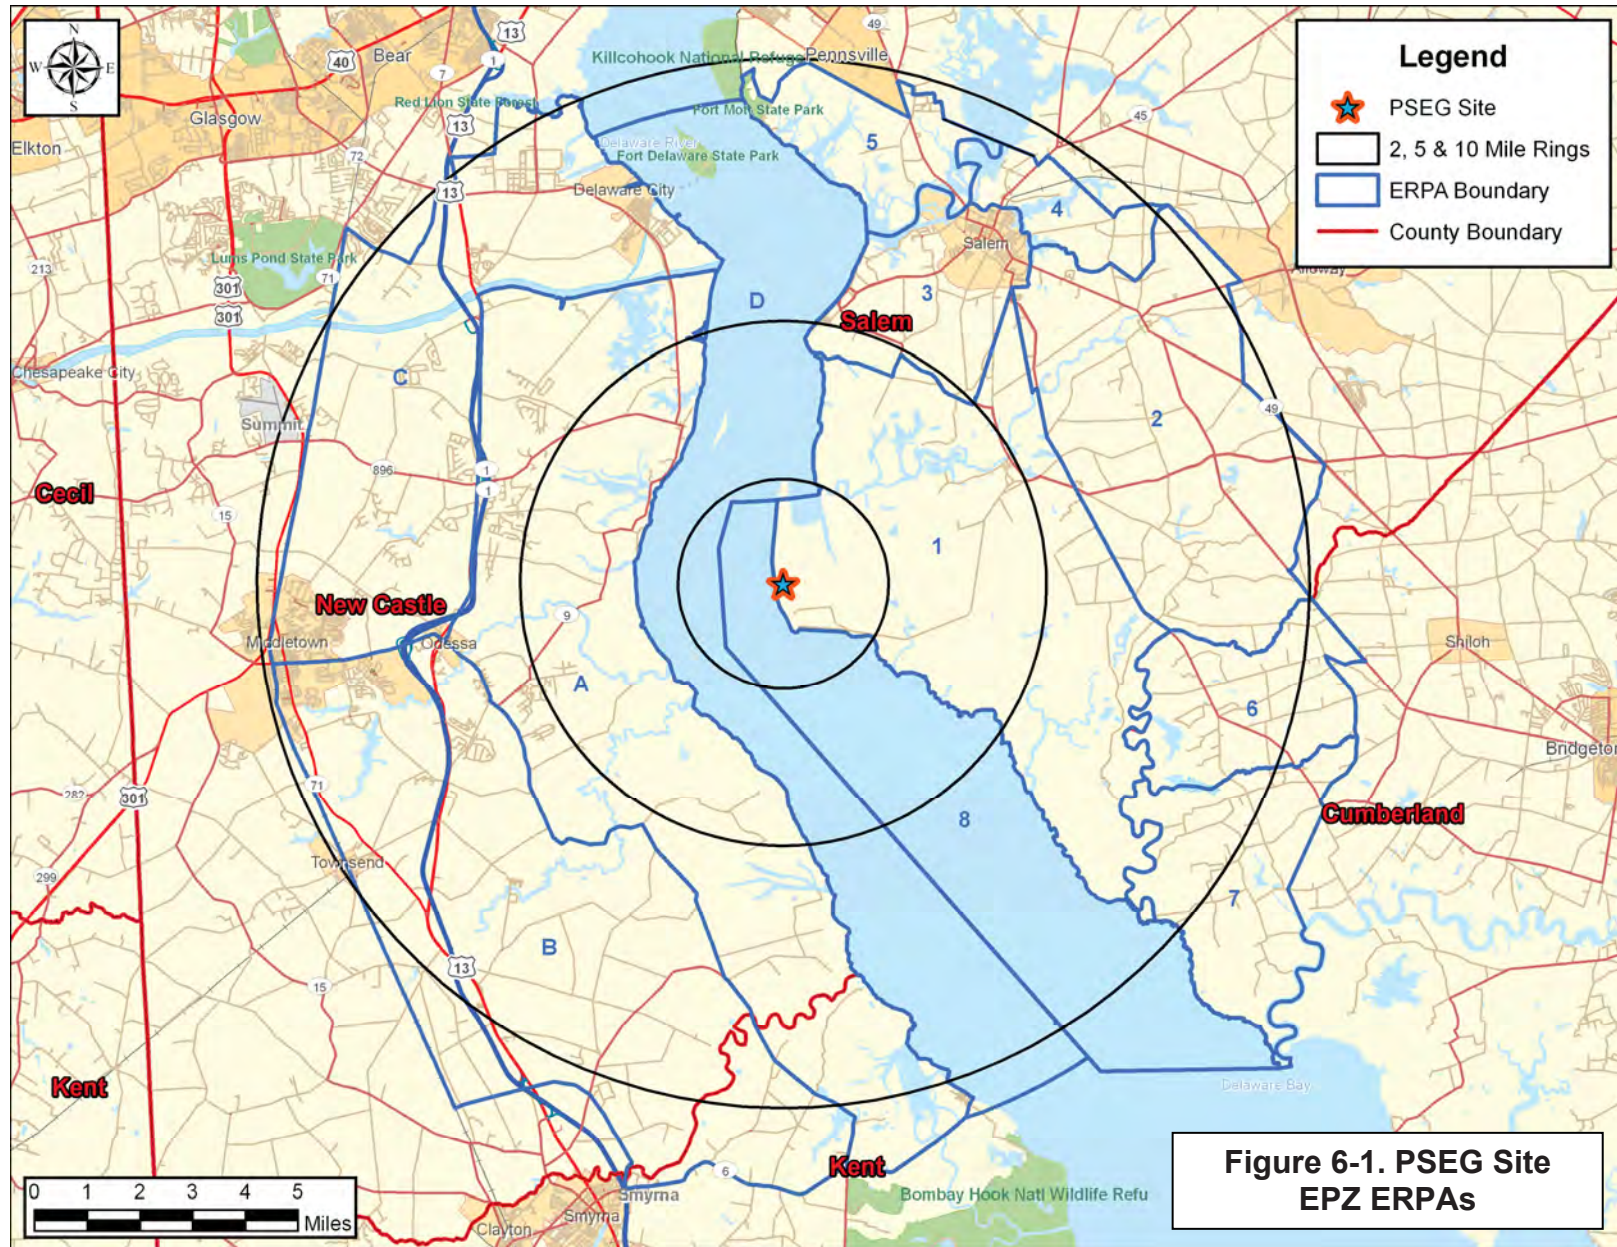 N
W
E
S
13
Bear
40
1
7
Killcohook National Refuge
Pennsville
49
Red Lion State Forest
Glasgow
13
Fort Mott State Park
45
Elkton
72
Delaware River
5
Fort Delaware State Park
13
Delaware City
4
Salem
Lums Pond State Park
213
71
301
301
D
3
Salem
Alloway
Chesapeake City
C
Summit
49
2
896
1
1
Cecil
15
1
New Castle
9
Middletown
Odessa
Shiloh
A
6
Bridgeton
71
282
301
8
Cumberland
Townsend
299
7
B
13
15
Kent
Delaware Bay
Kent
6
Smyrna
Bombay Hook Natl Wildlife Refu
Smyrna
Clayton
Legend
PSEG Site
2, 5 & 10 Mile Rings
ERPA Boundary
County Boundary
0 1 2 3 4 5
Miles
Figure 6-1. PSEG Site
EPZ ERPAs